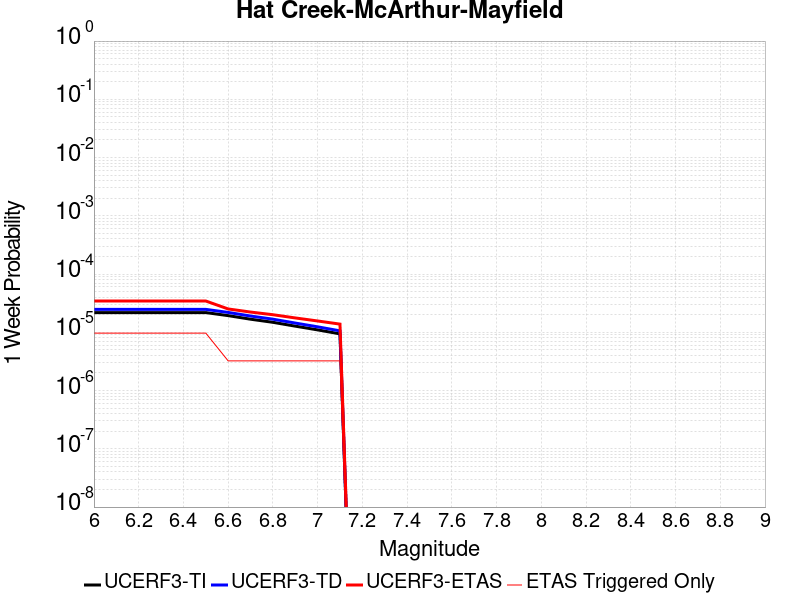 Hat Creek-McArthur-Mayfield
10^0
10^-1
10^-2
10^-3
10^-4
10^-5
10^-6
10^-7
10^-8
1 Week Probability
6 6.2 6.4 6.6 6.8 7 7.2 7.4 7.6 7.8 8 8.2 8.4 8.6 8.8 9
Magnitude
UCERF3-TI UCERF3-TD UCERF3-ETAS ETAS Triggered Only